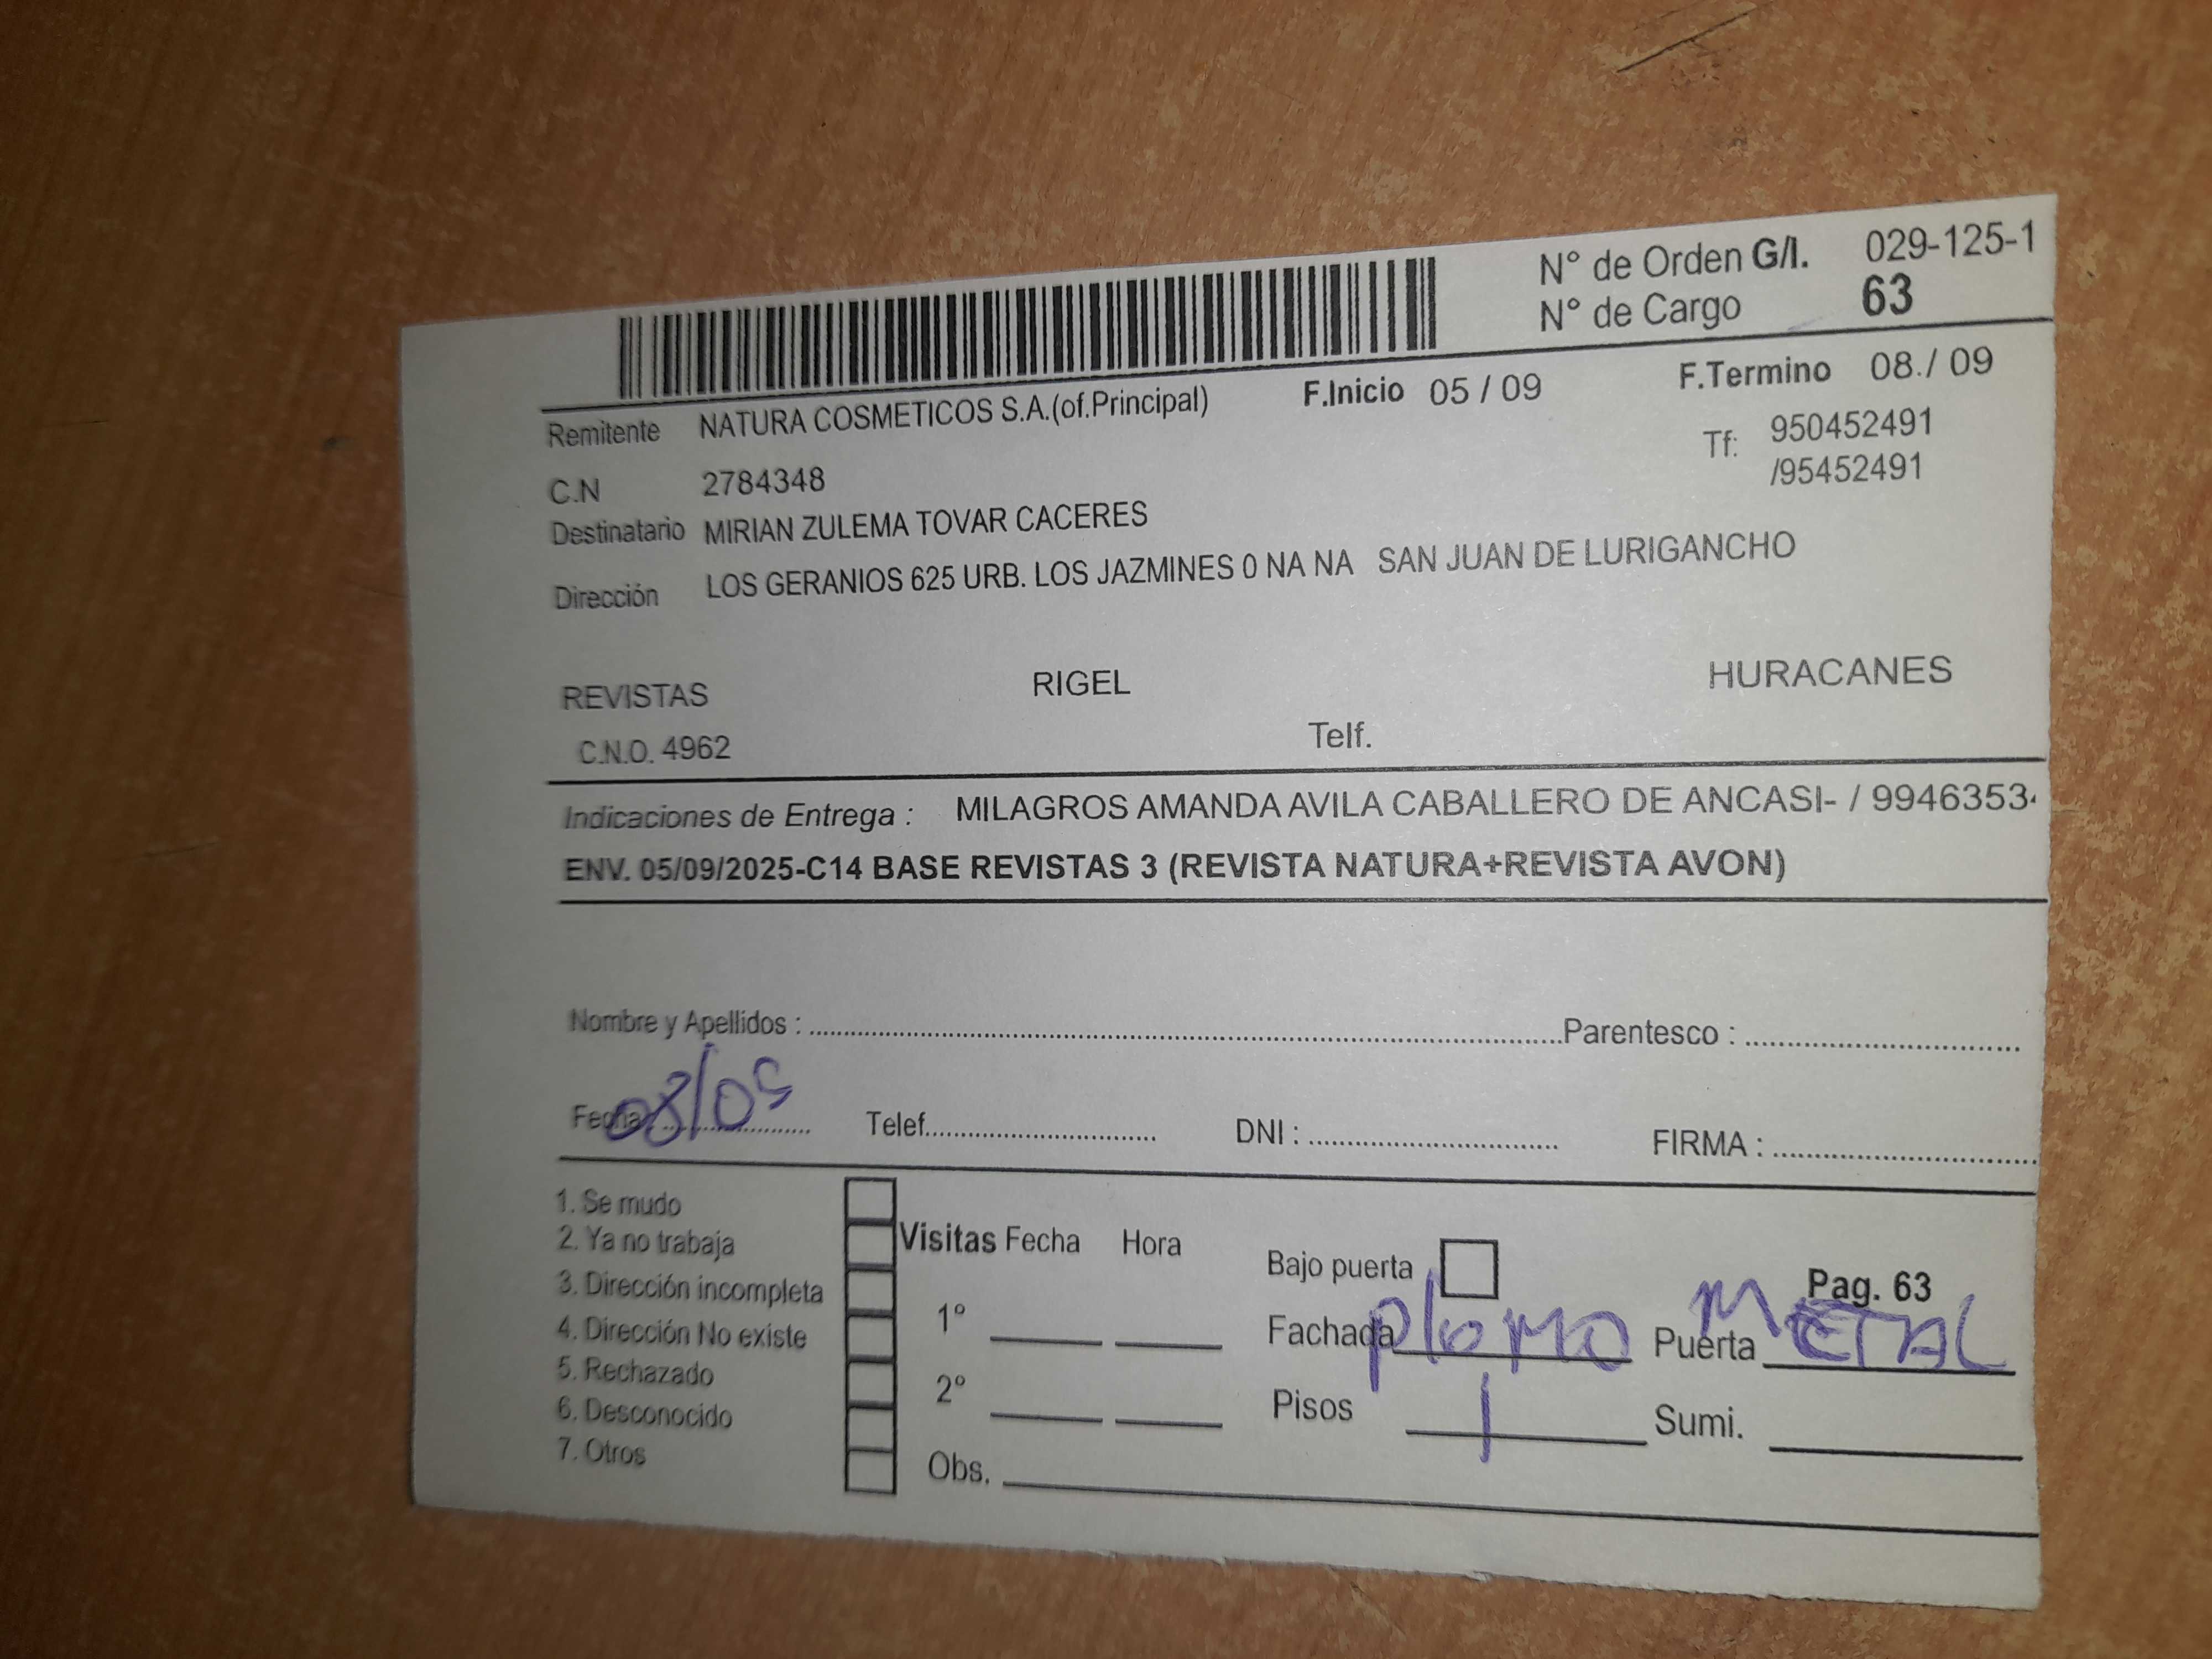 N° de Orden G/I. 029-125-1
N° de Cargo 63
F.Inicio 05 / 09 F.Termino 08./ 09
Remitente NATURA COSMETICOS S.A.(of.Principal)
Tf: 950452491
/95452491
C.N 2784348
Destinatario MIRIAN ZULEMA TOVAR CACERES
Dirección LOS GERANIOS 625 URB. LOS JAZMINES 0 NA NA SAN JUAN DE LURIGANCHO
REVISTAS RIGEL HURACANES
C.N.O. 4962 Telf.
Indicaciones de Entrega : MILAGROS AMANDA AVILA CABALLERO DE ANCASI- / 9946353
ENV. 05/09/2025-C14 BASE REVISTAS 3 (REVISTA NATURA+REVISTA AVON)
Nombre y Apellidos : Parentesco :
Fecha: 08/09 Telef. DNI : FIRMA :
1. Se mudo
2. Ya no trabaja
3. Dirección incompleta
4. Dirección No existe
5. Rechazado
6. Desconocido
7. Otros
Visitas Fecha Hora
1°
2°
Obs.
Bajo puerta Pag. 63
Fachada plomo Puerta METAL
Pisos 1 Sumi.